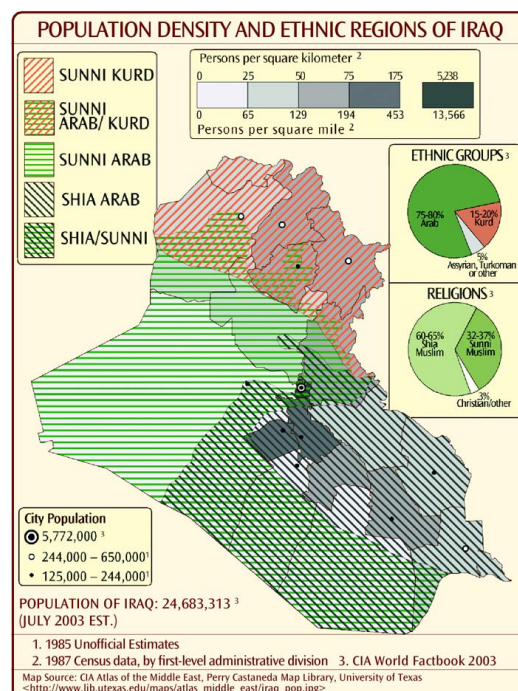 POPULATION DENSITY AND ETHNIC REGIONS OF IRAQ
SUNNI KURD
SUNNI
ARAB/ KURD
SUNNI ARAB
SHIA ARAB
SHIA/SUNNI
Persons per square kilometer 2
0 25 50 175 5,238
0 65 129 194 453 13,566
Persons per square mile 2
ETHNIC GROUPS 3
75-80%
Arab
15-20%
Kurd
5%
Assyrian, Turkoman
or other
RELIGIONS 3
60-65%
Shia
Muslim
32-37%
Sunni
Muslim
3%
Christian/other
City Population
5,772,000 3
244,000 – 650,000 1
125,000 – 244,000 1
POPULATION OF IRAQ: 24,683,313 3
(JULY 2003 EST.)
1. 1985 Unofficial Estimates
2. 1987 Census data, by first-level administrative division 3. CIA World Factbook 2003
Map Source: CIA Atlas of the Middle East, Perry Castaneda Map Library, University of Texas
<http://www.lib.utexas.edu/maps/atlas_middle_east/iraq_pop.jpg>